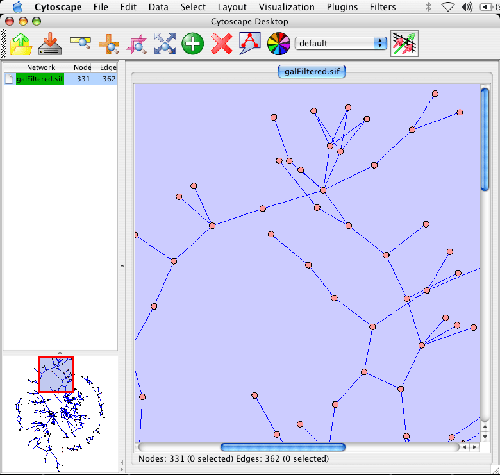 Cytoscape File Edit Data Select Layout Visualization Plugins Filters
Cytoscape Desktop
default
Network Node Edge
galFiltered.sif 331 362
galFiltered.sif
Nodes: 331 (0 selected) Edges: 362 (0 selected)